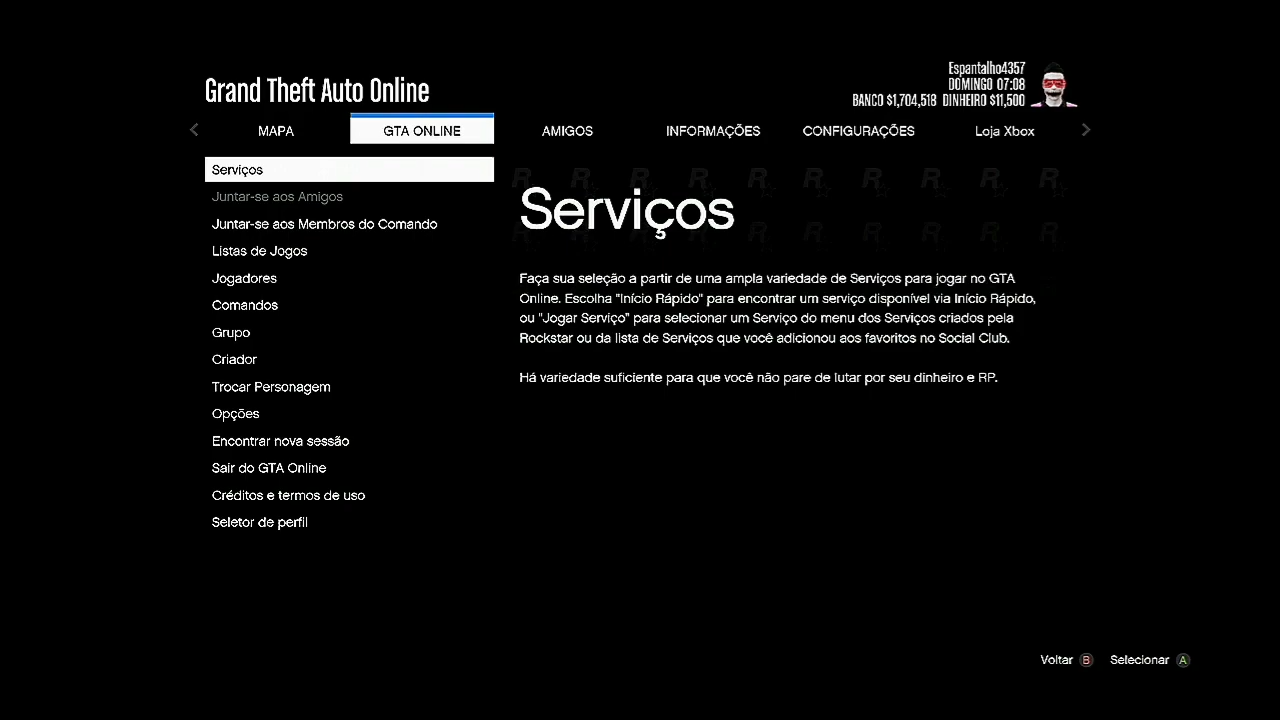 Grand Theft Auto Online
Espantalho4357
DOMINGO 07:08
BANCO $1,704,518 DINHEIRO $11,500
MAPA
GTA ONLINE
AMIGOS
INFORMAÇÕES
CONFIGURAÇÕES
Loja Xbox
Serviços
Juntar-se aos Amigos
Juntar-se aos Membros do Comando
Listas de Jogos
Jogadores
Comandos
Grupo
Criador
Trocar Personagem
Opções
Encontrar nova sessão
Sair do GTA Online
Créditos e termos de uso
Seletor de perfil
Serviços
Faça sua seleção a partir de uma ampla variedade de Serviços para jogar no GTA
Online. Escolha "Início Rápido" para encontrar um serviço disponível via Início Rápido,
ou "Jogar Serviço" para selecionar um Serviço do menu dos Serviços criados pela
Rockstar ou da lista de Serviços que você adicionou aos favoritos no Social Club.
Há variedade suficiente para que você não pare de lutar por seu dinheiro e RP.
Voltar B Selecionar A